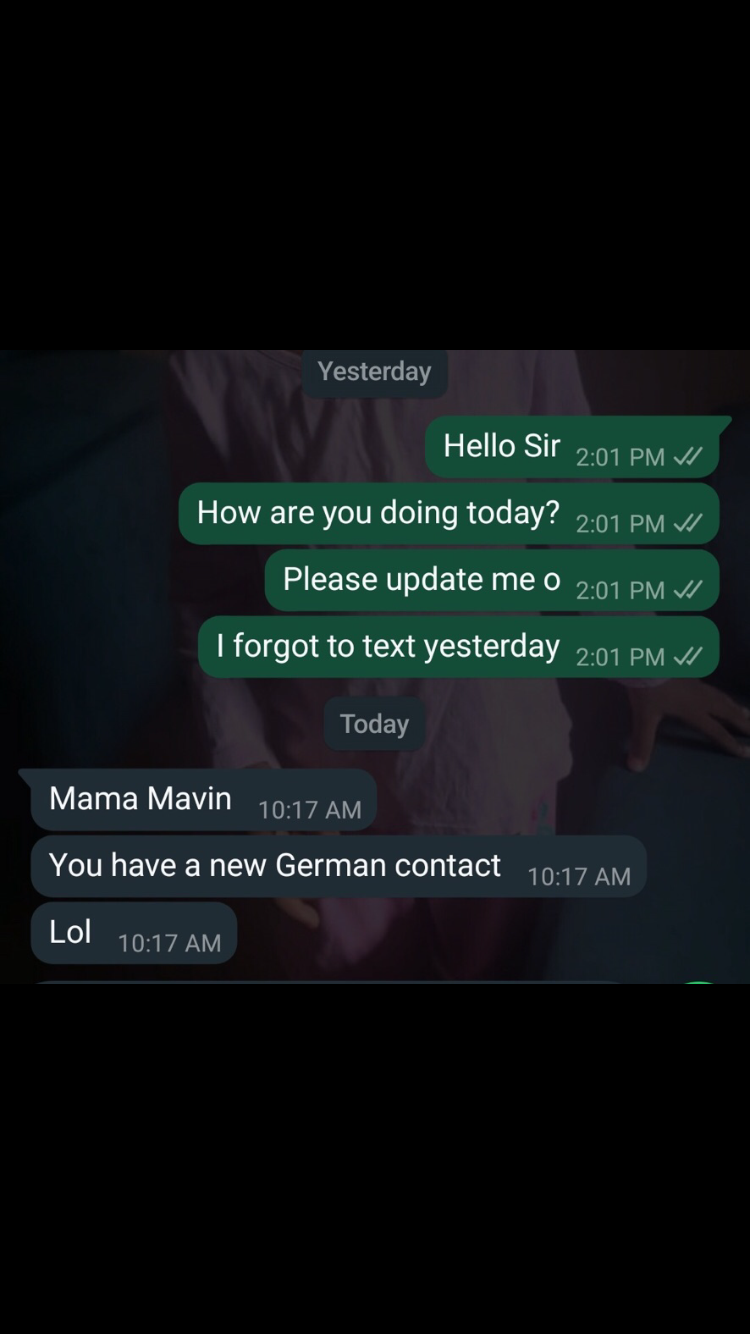 Yesterday
Hello Sir 2:01 PM
How are you doing today? 2:01 PM
Please update me o 2:01 PM
I forgot to text yesterday 2:01 PM
Today
Mama Mavin 10:17 AM
You have a new German contact 10:17 AM
Lol 10:17 AM